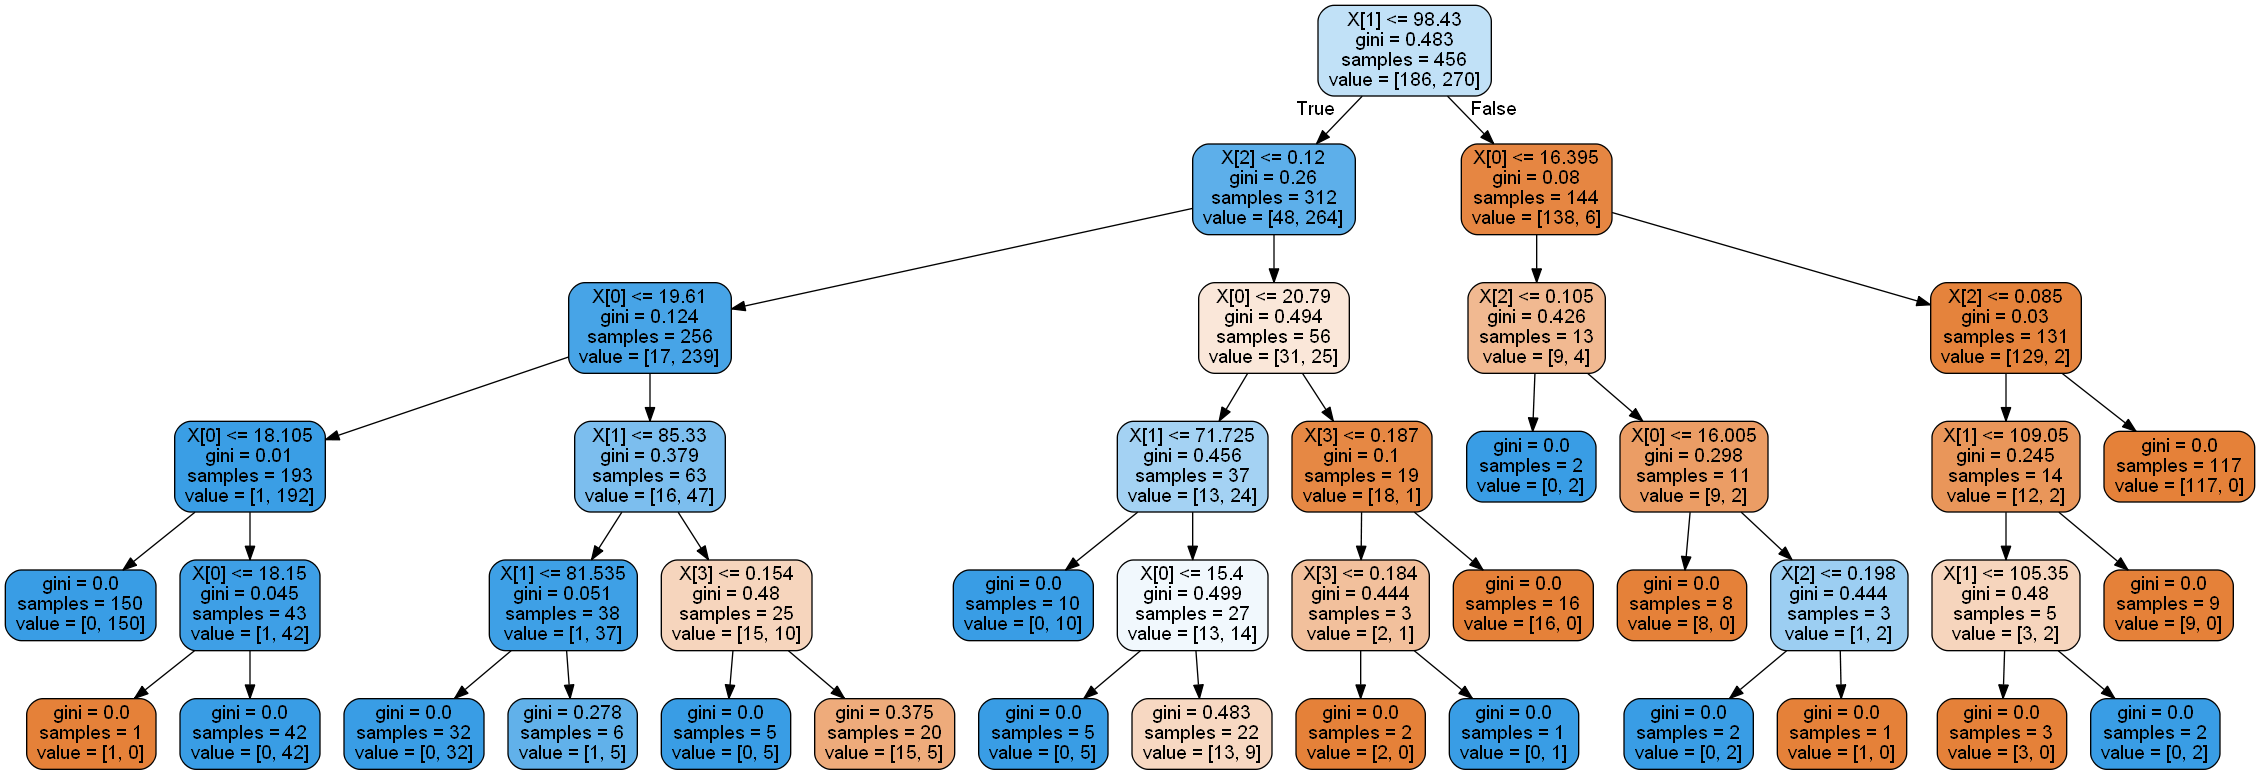 X[1] <= 98.43
gini = 0.483
samples = 456
value = [186, 270]
True
False
X[2] <= 0.12
gini = 0.26
samples = 312
value = [48, 264]
X[0] <= 16.395
gini = 0.08
samples = 144
value = [138, 6]
X[0] <= 19.61
gini = 0.124
samples = 256
value = [17, 239]
X[0] <= 20.79
gini = 0.494
samples = 56
value = [31, 25]
X[2] <= 0.105
gini = 0.426
samples = 13
value = [9, 4]
X[2] <= 0.085
gini = 0.03
samples = 131
value = [129, 2]
X[0] <= 18.105
gini = 0.01
samples = 193
value = [1, 192]
X[1] <= 85.33
gini = 0.379
samples = 63
value = [16, 47]
X[1] <= 71.725
gini = 0.456
samples = 37
value = [13, 24]
X[3] <= 0.187
gini = 0.1
samples = 19
value = [18, 1]
gini = 0.0
samples = 2
value = [0, 2]
X[0] <= 16.005
gini = 0.298
samples = 11
value = [9, 2]
X[1] <= 109.05
gini = 0.245
samples = 14
value = [12, 2]
gini = 0.0
samples = 117
value = [117, 0]
gini = 0.0
samples = 150
value = [0, 150]
X[0] <= 18.15
gini = 0.045
samples = 43
value = [1, 42]
X[1] <= 81.535
gini = 0.051
samples = 38
value = [1, 37]
X[3] <= 0.154
gini = 0.48
samples = 25
value = [15, 10]
gini = 0.0
samples = 10
value = [0, 10]
X[0] <= 15.4
gini = 0.499
samples = 27
value = [13, 14]
X[3] <= 0.184
gini = 0.444
samples = 3
value = [2, 1]
gini = 0.0
samples = 16
value = [16, 0]
gini = 0.0
samples = 8
value = [8, 0]
X[2] <= 0.198
gini = 0.444
samples = 3
value = [1, 2]
X[1] <= 105.35
gini = 0.48
samples = 5
value = [3, 2]
gini = 0.0
samples = 9
value = [9, 0]
gini = 0.0
samples = 1
value = [1, 0]
gini = 0.0
samples = 42
value = [0, 42]
gini = 0.0
samples = 32
value = [0, 32]
gini = 0.278
samples = 6
value = [1, 5]
gini = 0.0
samples = 5
value = [0, 5]
gini = 0.375
samples = 20
value = [15, 5]
gini = 0.0
samples = 5
value = [0, 5]
gini = 0.483
samples = 22
value = [13, 9]
gini = 0.0
samples = 2
value = [2, 0]
gini = 0.0
samples = 1
value = [0, 1]
gini = 0.0
samples = 2
value = [0, 2]
gini = 0.0
samples = 1
value = [1, 0]
gini = 0.0
samples = 3
value = [3, 0]
gini = 0.0
samples = 2
value = [0, 2]